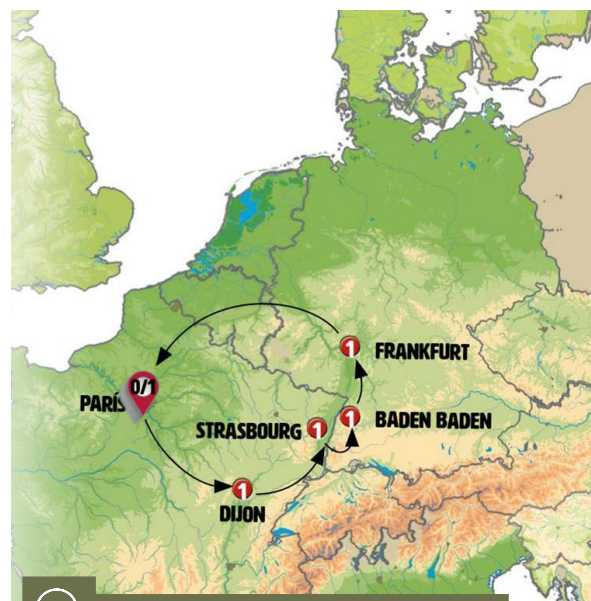 1
FRANKFURT
0/1
PARÍS
1
BADEN BADEN
STRASBOURG
1
1
DIJON